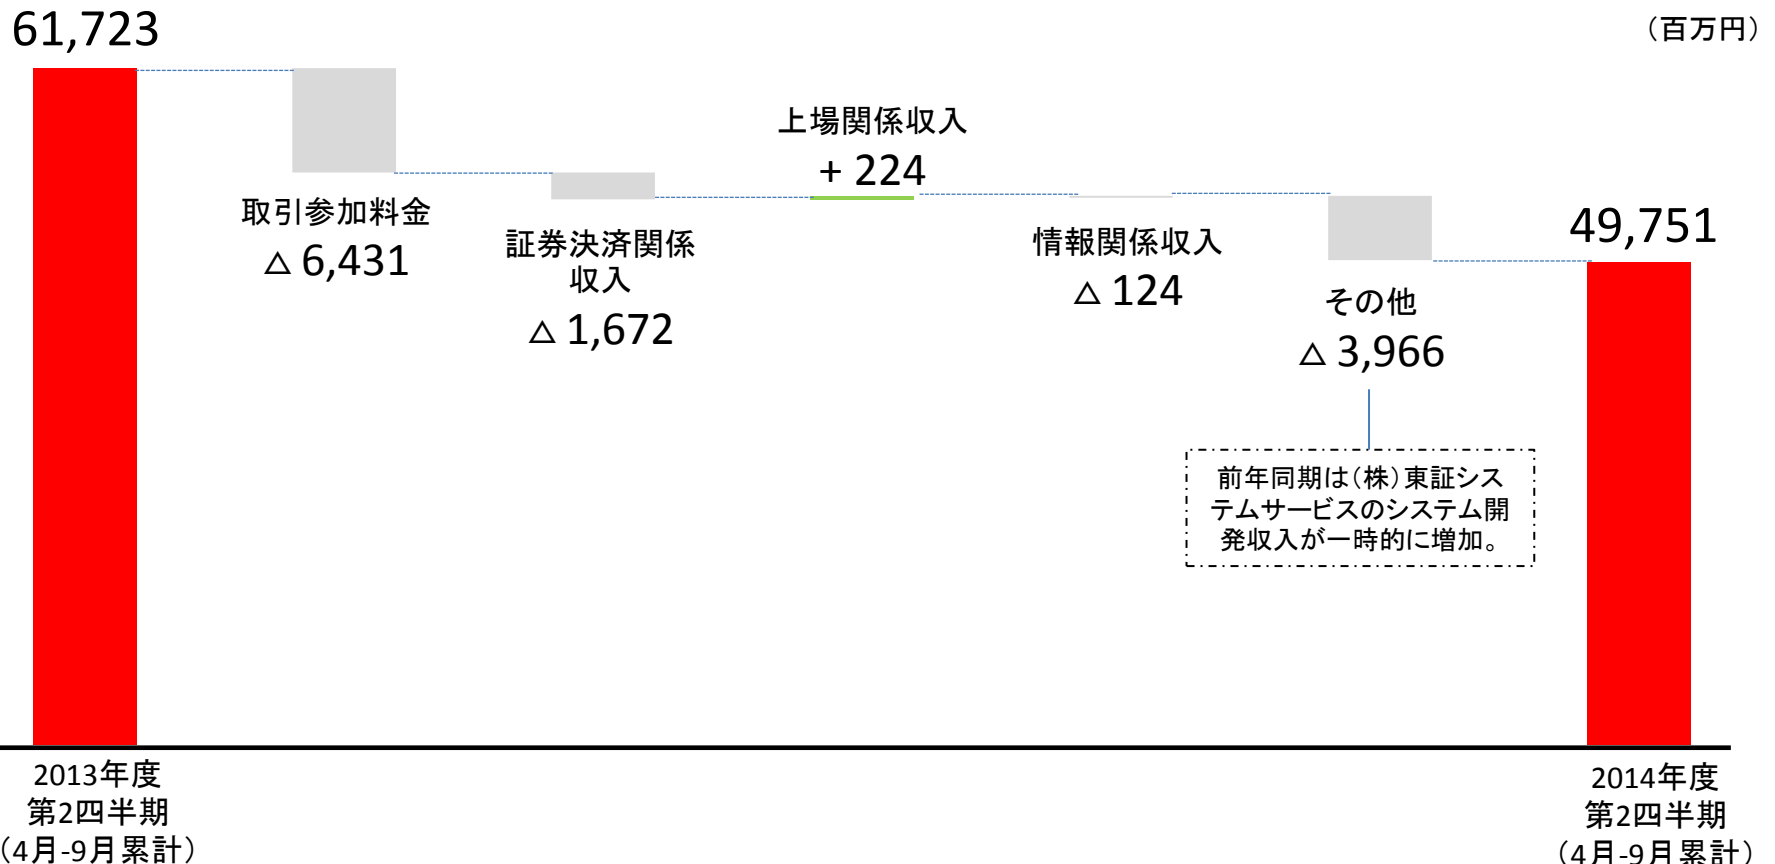 61,723
（百万円）
上場関係収入
+ 224
取引参加料金
△ 6,431
証券決済関係
収入
△ 1,672
情報関係収入
△ 124
その他
△ 3,966
49,751
前年同期は（株）東証シス
テムサービスのシステム開
発収入が一時的に増加。
2013年度
第2四半期
（4月-9月累計）
2014年度
第2四半期
（4月-9月累計）